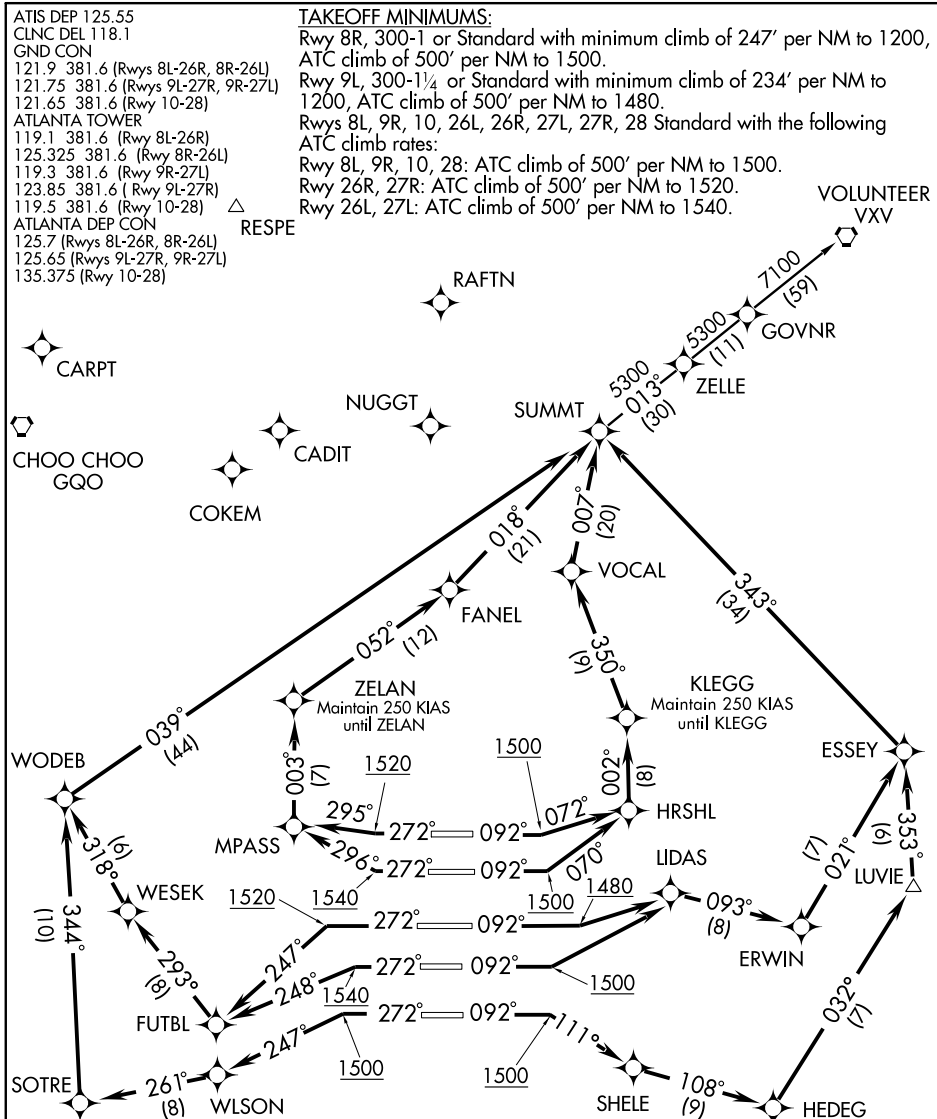 ATIS DEP 125.55
CLNC DEL 118.1
GND CON
121.9 381.6 (Rwys 8L-26R, 8R-26L)
121.75 381.6 (Rwys 9L-27R, 9R-27L)
121.65 381.6 (Rwy 10-28)
ATLANTA TOWER
119.1 381.6 (Rwy 8L-26R)
125.325 381.6 (Rwy 8R-26L)
119.3 381.6 (Rwy 9R-27L)
123.85 381.6 ( Rwy 9L-27R)
119.5 381.6 (Rwy 10-28)
ATLANTA DEP CON
125.7 (Rwys 8L-26R, 8R-26L)
125.65 (Rwys 9L-27R, 9R-27L)
135.375 (Rwy 10-28)
TAKEOFF MINIMUMS:
Rwy 8R, 300-1 or Standard with minimum climb of 247' per NM to 1200,
ATC climb of 500' per NM to 1500.
Rwy 9L, 300-1¼ or Standard with minimum climb of 234' per NM to
1200, ATC climb of 500' per NM to 1480.
Rwys 8L, 9R, 10, 26L, 26R, 27L, 27R, 28 Standard with the following
ATC climb rates:
Rwy 8L, 9R, 10, 28: ATC climb of 500' per NM to 1500.
Rwy 26R, 27R: ATC climb of 500' per NM to 1520.
Rwy 26L, 27L: ATC climb of 500' per NM to 1540.
RESPE
VOLUNTEER
VXV
7100
(59)
RAFTN
GOVNR
5300
(11)
CARPT
ZELLE
5300
013°
(30)
NUGGT
SUMMT
CHOO CHOO
GQO
CADIT
COKEM
018°
(21)
007°
(20)
VOCAL
FANEL
343°
(34)
052°
(12)
350°
(9)
ZELAN
Maintain 250 KIAS
until ZELAN
KLEGG
Maintain 250 KIAS
until KLEGG
039°
(44)
WODEB
ESSEY
003°
(7)
1520
1500
002°
(8)
295°
272°
092°
072°
HRSHL
MPASS
296°
272°
092°
070°
(9)
318°
WESEK
1520
1540
1500
1480
LIDAS
(7)
021°
353°
(9)
LUVIE
344°
(10)
272°
092°
093°
(8)
ERWIN
247°
293°
(8)
248°
272°
092°
1540
1500
032°
(7)
FUTBL
272°
092°
247°
1500
1500
111°
SOTRE
261°
(8)
WLSON
SHELE
108°
(9)
HEDEG